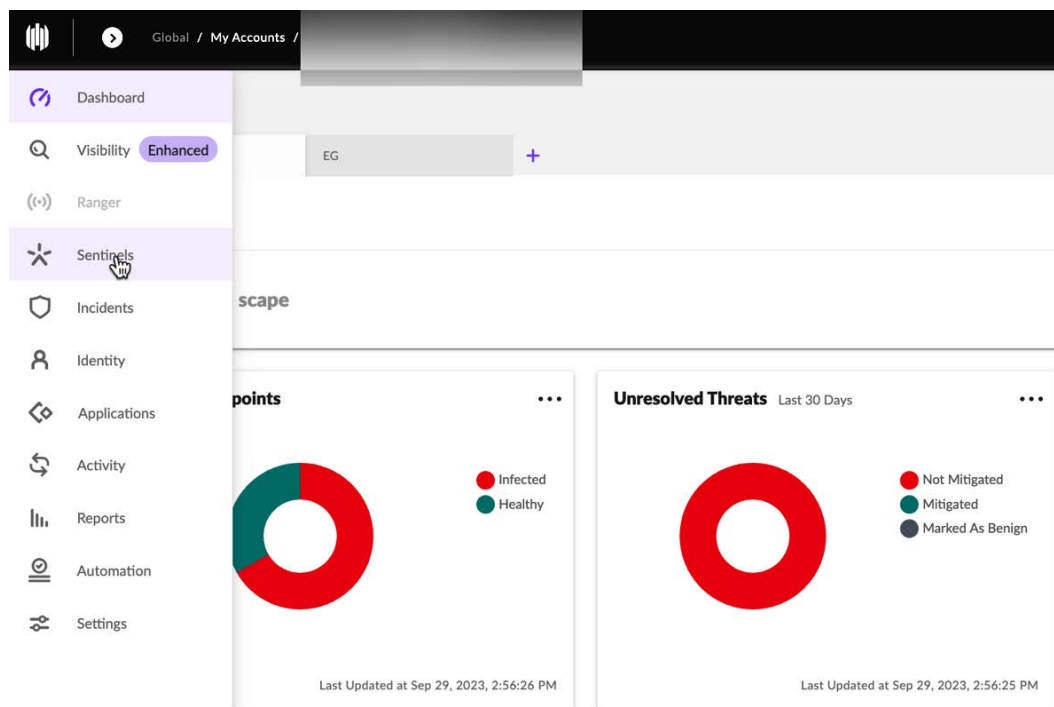 Global / My Accounts /
Dashboard
Visibility Enhanced
Ranger
Sentinels
Incidents
Identity
Applications
Activity
Reports
Automation
Settings
EG
+
scape
points
Infected
Healthy
Last Updated at Sep 29, 2023, 2:56:26 PM
Unresolved Threats Last 30 Days
Not Mitigated
Mitigated
Marked As Benign
Last Updated at Sep 29, 2023, 2:56:25 PM